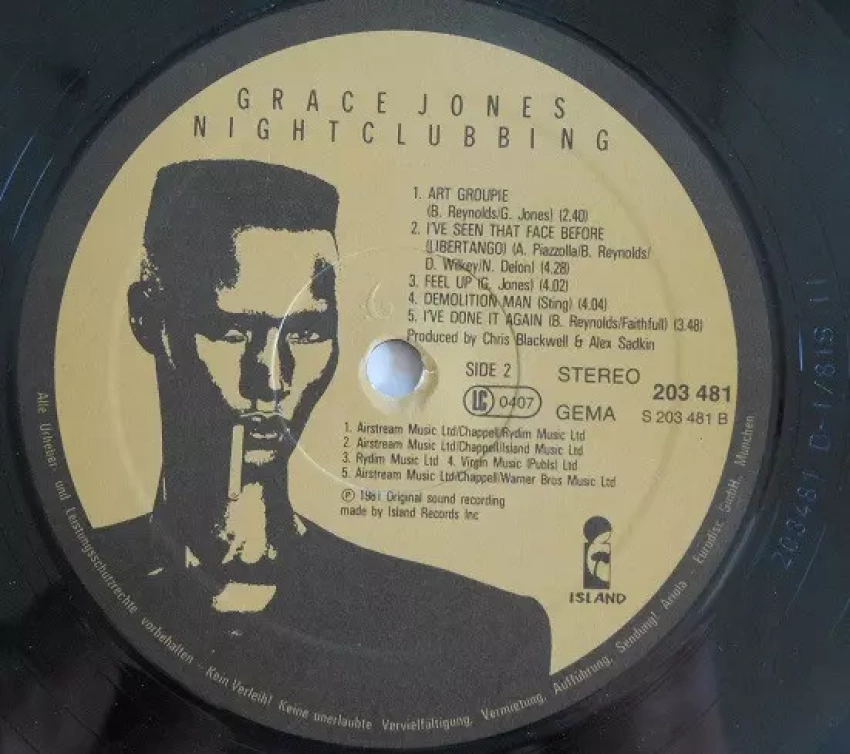 GRACE JONES
NIGHTCLUBBING
1. ART GROUPIE
(B. Reynolds/G. Jones) (2.40)
2. I'VE SEEN THAT FACE BEFORE
(LIBERTANGO) (A. Piazzolla/B. Reynolds/
D. Wilkey/N. Delon) (4.28)
3. FEEL UP (G. Jones) (4.02)
4. DEMOLITION MAN (Sting) (4.04)
5. I'VE DONE IT AGAIN (B. Reynolds/Faithfull) (3.48)
Produced by Chris Blackwell & Alex Sadkin
SIDE 2
STEREO
203 481
LC 0407
GEMA
S 203 481 B
1. Airstream Music Ltd/Chappell/Rydim Music Ltd
2. Airstream Music Ltd/Chappell/Island Music Ltd
3. Rydim Music Ltd 4. Virgin Music (Publs) Ltd
5. Airstream Music Ltd/Chappell/Warner Bros Music Ltd
Ⓟ 1981 Original sound recording
made by Island Records Inc
ISLAND
Alle Urheber- und Leistungsschutzrechte vorbehalten - Kein Verleih! Keine unerlaubte Vervielfältigung, Vermietung, Aufführung, Sendung! Ariola - Eurodisc GmbH, München